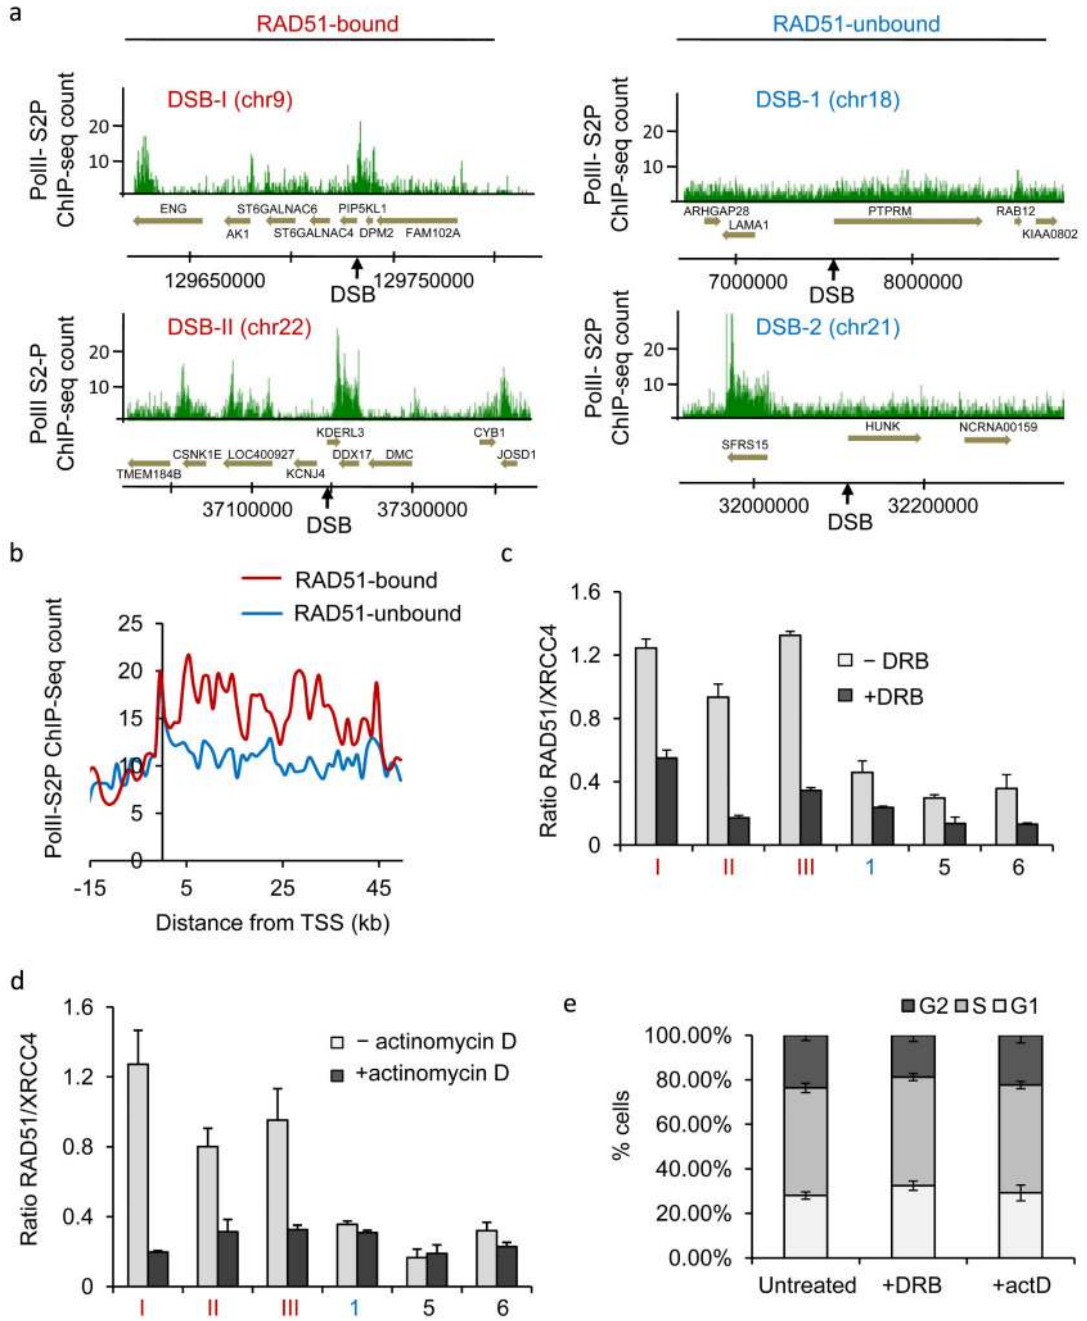 a
RAD51-bound
RAD51-unbound
DSB-I (chr9)
PolII- S2P
ChIP-seq count
20
10
ENG
ST6GALNAC6
PIP5KL1
AK1
ST6GALNAC4
DPM2
FAM102A
129650000
129750000
DSB
DSB-1 (chr18)
PolII- S2P
ChIP-seq count
20
10
ARHGAP28
PTPRM
RAB12
LAMA1
KIAA0802
7000000
8000000
DSB
DSB-II (chr22)
PolII S2-P
ChIP-seq count
20
10
KDERL3
CYB1
CSNK1E
LOC400927
DDX17
DMC
JOSD1
TMEM184B
KCNJ4
37100000
37300000
DSB
DSB-2 (chr21)
PolII- S2P
ChIP-seq count
20
10
HUNK
NCRNA00159
SFRS15
32000000
32200000
DSB
b
RAD51-bound
RAD51-unbound
PolII-S2P ChIP-Seq count
25
20
15
10
5
0
-15
5
25
45
Distance from TSS (kb)
c
Ratio RAD51/XRCC4
1.6
1.2
0.8
0.4
0
− DRB
+DRB
I
II
III
1
5
6
d
Ratio RAD51/XRCC4
1.6
1.2
0.8
0.4
0
− actinomycin D
+actinomycin D
I
II
III
1
5
6
e
G2 S G1
% cells
100.00%
80.00%
60.00%
40.00%
20.00%
0.00%
Untreated
+DRB
+actD